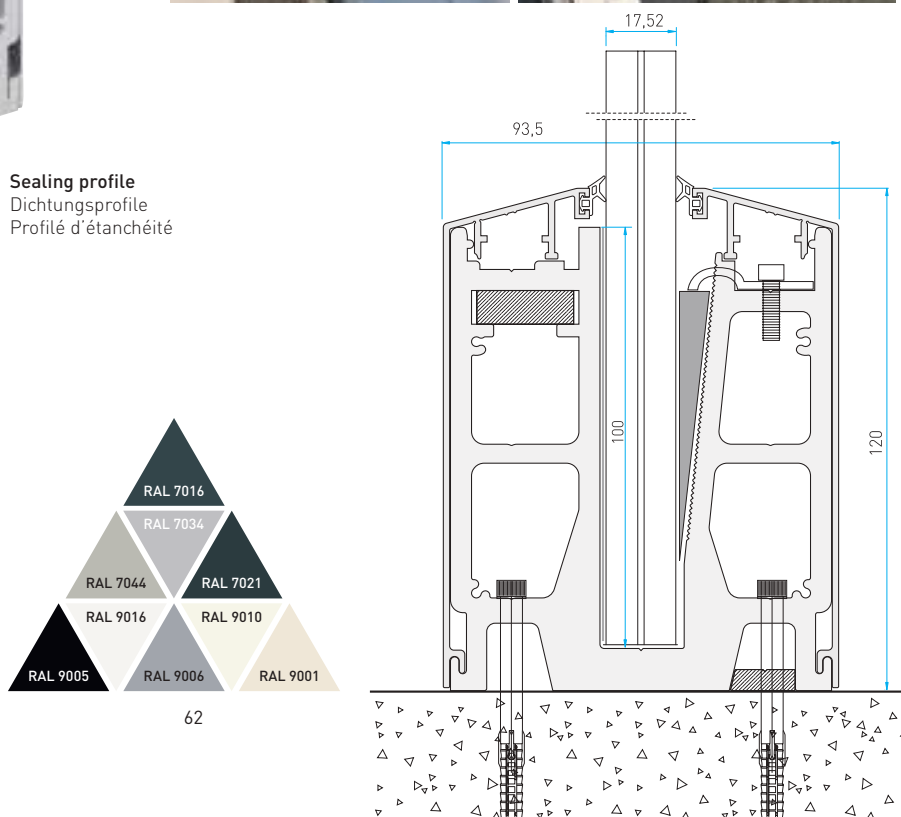 17,52
93,5
Sealing profile
Dichtungsprofile
Profilé d'étanchéité
100
120
RAL 7016
RAL 7034
RAL 7044
RAL 7021
RAL 9016
RAL 9010
RAL 9005
RAL 9006
RAL 9001
62